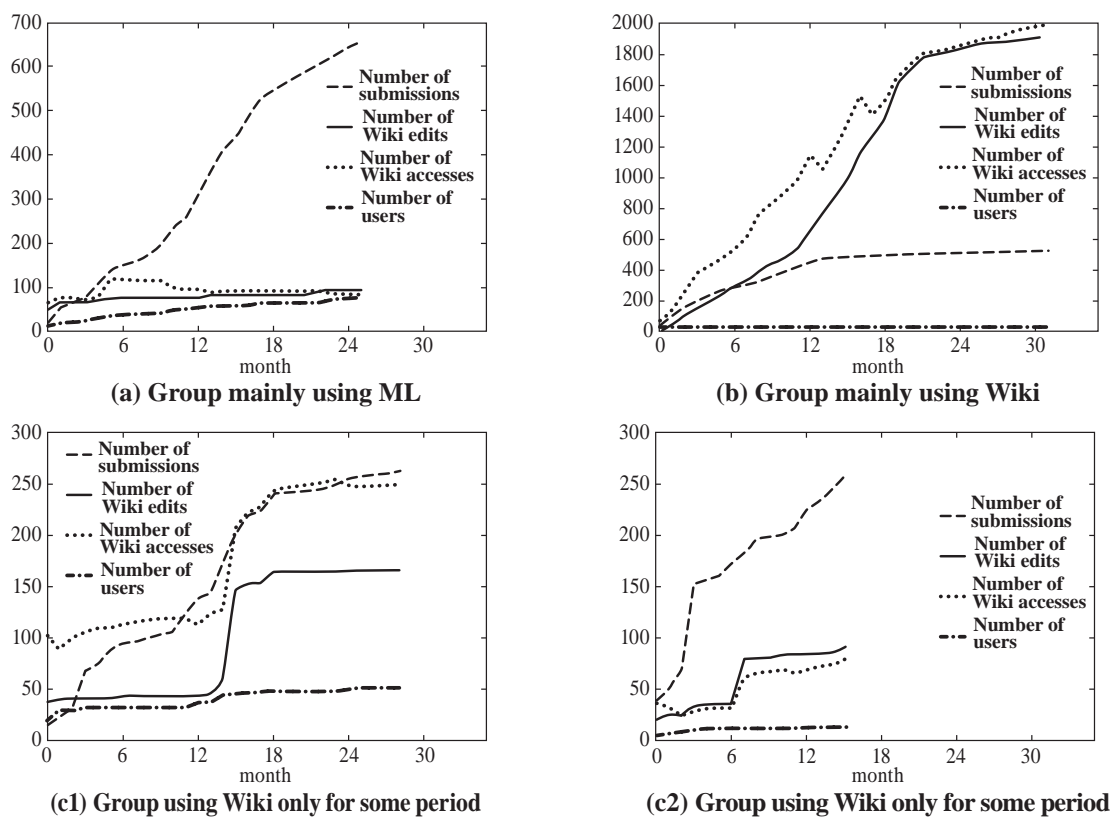 700
600
500
400
300
200
100
0
Number of
submissions
Number of
Wiki edits
Number of
Wiki accesses
Number of
users
0 6 12 18 24 30
month
(a) Group mainly using ML
2000
1800
1600
1400
1200
1000
800
600
400
200
0
Number of
submissions
Number of
Wiki edits
Number of
Wiki accesses
Number of
users
0 6 12 18 24 30
month
(b) Group mainly using Wiki
300
250
200
150
100
50
0
Number of
submissions
Number of
Wiki edits
Number of
Wiki accesses
Number of
users
0 6 12 18 24 30
month
(c1) Group using Wiki only for some period
300
250
200
150
100
50
0
Number of
submissions
Number of
Wiki edits
Number of
Wiki accesses
Number of
users
0 6 12 18 24 30
month
(c2) Group using Wiki only for some period